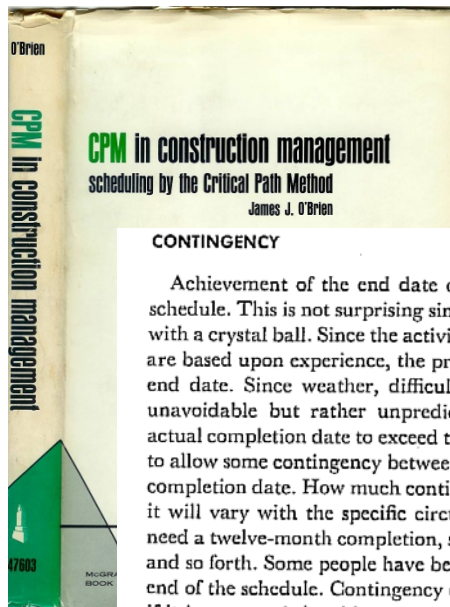 O'Brien
CPM in construction management
47603
CPM in construction management
scheduling by the Critical Path Method
James J. O'Brien
McGRA
BOOK
CONTINGENCY
Achievement of the end date
schedule. This is not surprising sin
with a crystal ball. Since the activi
are based upon experience, the pr
end date. Since weather, difficul
unavoidable but rather unpredic
actual completion date to exceed t
to allow some contingency betwee
completion date. How much conti
it will vary with the specific circu
need a twelve-month completion, s
and so forth. Some people have be
end of the schedule. Contingency